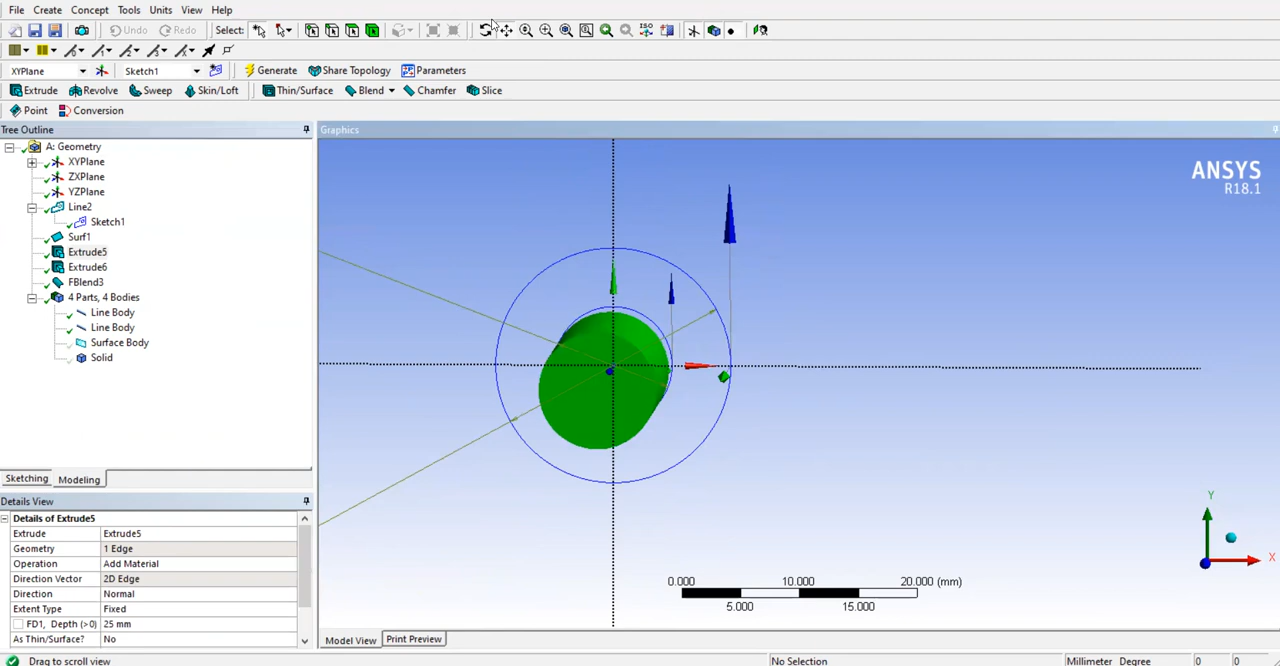 File Create Concept Tools Units View Help
Undo Redo Select:
XYPlane Sketch1 Generate Share Topology Parameters
Extrude Revolve Sweep Skin/Loft Thin/Surface Blend Chamfer Slice
Point Conversion
Tree Outline
A: Geometry
XYPlane
ZXPlane
YZPlane
Line2
Sketch1
Surf1
Extrude5
Extrude6
FBlend3
4 Parts, 4 Bodies
Line Body
Line Body
Surface Body
Solid
Sketching Modeling
Details View
Details of Extrude5
Extrude Extrude5
Geometry 1 Edge
Operation Add Material
Direction Vector 2D Edge
Direction Normal
Extent Type Fixed
FD1, Depth (>0) 25 mm
As Thin/Surface? No
Graphics
ANSYS
R18.1
Y
X
0.000 10.000 20.000 (mm)
5.000 15.000
Model View Print Preview
Drag to scroll view No Selection Millimeter Degree 0 0